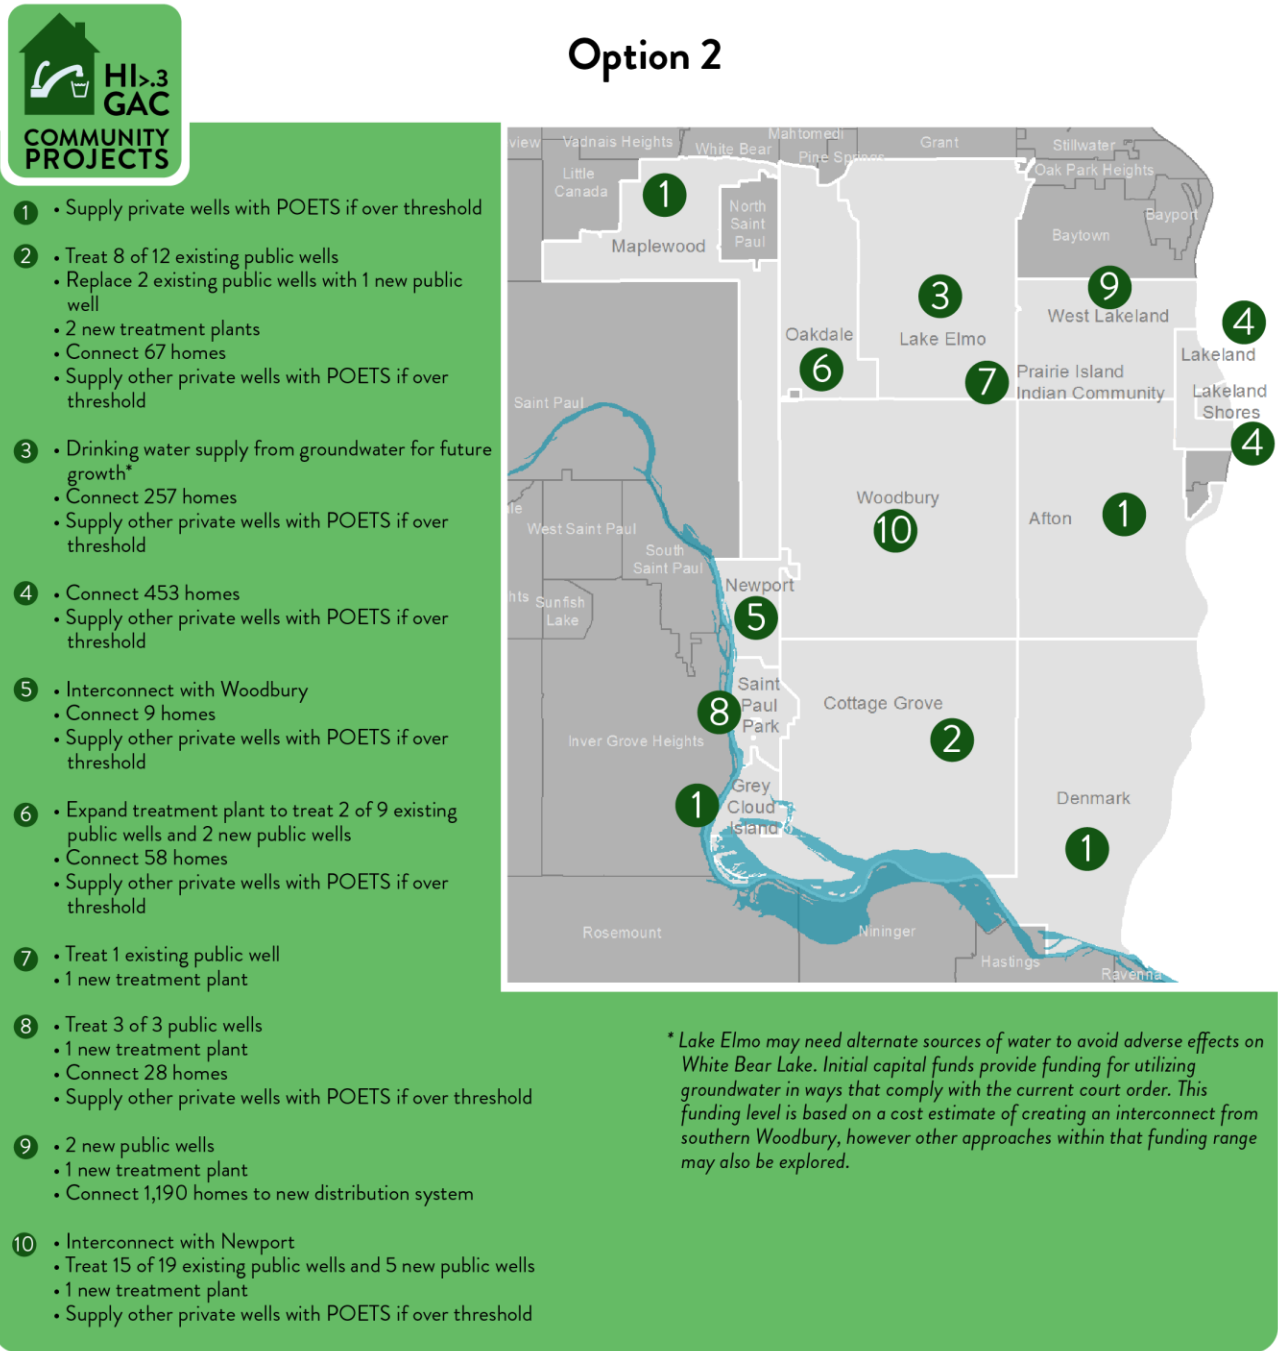 HI>.3
GAC
COMMUNITY
PROJECTS
Option 2
1 • Supply private wells with POETS if over threshold
2 • Treat 8 of 12 existing public wells
• Replace 2 existing public wells with 1 new public
well
• 2 new treatment plants
• Connect 67 homes
• Supply other private wells with POETS if over
threshold
3 • Drinking water supply from groundwater for future
growth*
• Connect 257 homes
• Supply other private wells with POETS if over
threshold
4 • Connect 453 homes
• Supply other private wells with POETS if over
threshold
5 • Interconnect with Woodbury
• Connect 9 homes
• Supply other private wells with POETS if over
threshold
6 • Expand treatment plant to treat 2 of 9 existing
public wells and 2 new public wells
• Connect 58 homes
• Supply other private wells with POETS if over
threshold
7 • Treat 1 existing public well
• 1 new treatment plant
8 • Treat 3 of 3 public wells
• 1 new treatment plant
• Connect 28 homes
• Supply other private wells with POETS if over threshold
9 • 2 new public wells
• 1 new treatment plant
• Connect 1,190 homes to new distribution system
10 • Interconnect with Newport
• Treat 15 of 19 existing public wells and 5 new public wells
• 1 new treatment plant
• Supply other private wells with POETS if over threshold
view
Vadnais Heights
White Bear
Mahtomedi
Pine Springs
Grant
Stillwater
Oak Park Heights
Little
Canada
1
Maplewood
North
Saint
Paul
Bayport
Baytown
3
Lake Elmo
9
West Lakeland
4
Lakeland
Oakdale
6
7
Prairie Island
Indian Community
Lakeland
Shores
4
Saint Paul
Woodbury
10
Afton
1
West Saint Paul
South
Saint Paul
Newport
5
hts
Sunfish
Lake
Saint
Paul
Park
8
Cottage Grove
2
Inver Grove Heights
1
Grey
Cloud
Island
Denmark
1
Rosemount
Nininger
Hastings
Ravenna
* Lake Elmo may need alternate sources of water to avoid adverse effects on
White Bear Lake. Initial capital funds provide funding for utilizing
groundwater in ways that comply with the current court order. This
funding level is based on a cost estimate of creating an interconnect from
southern Woodbury, however other approaches within that funding range
may also be explored.